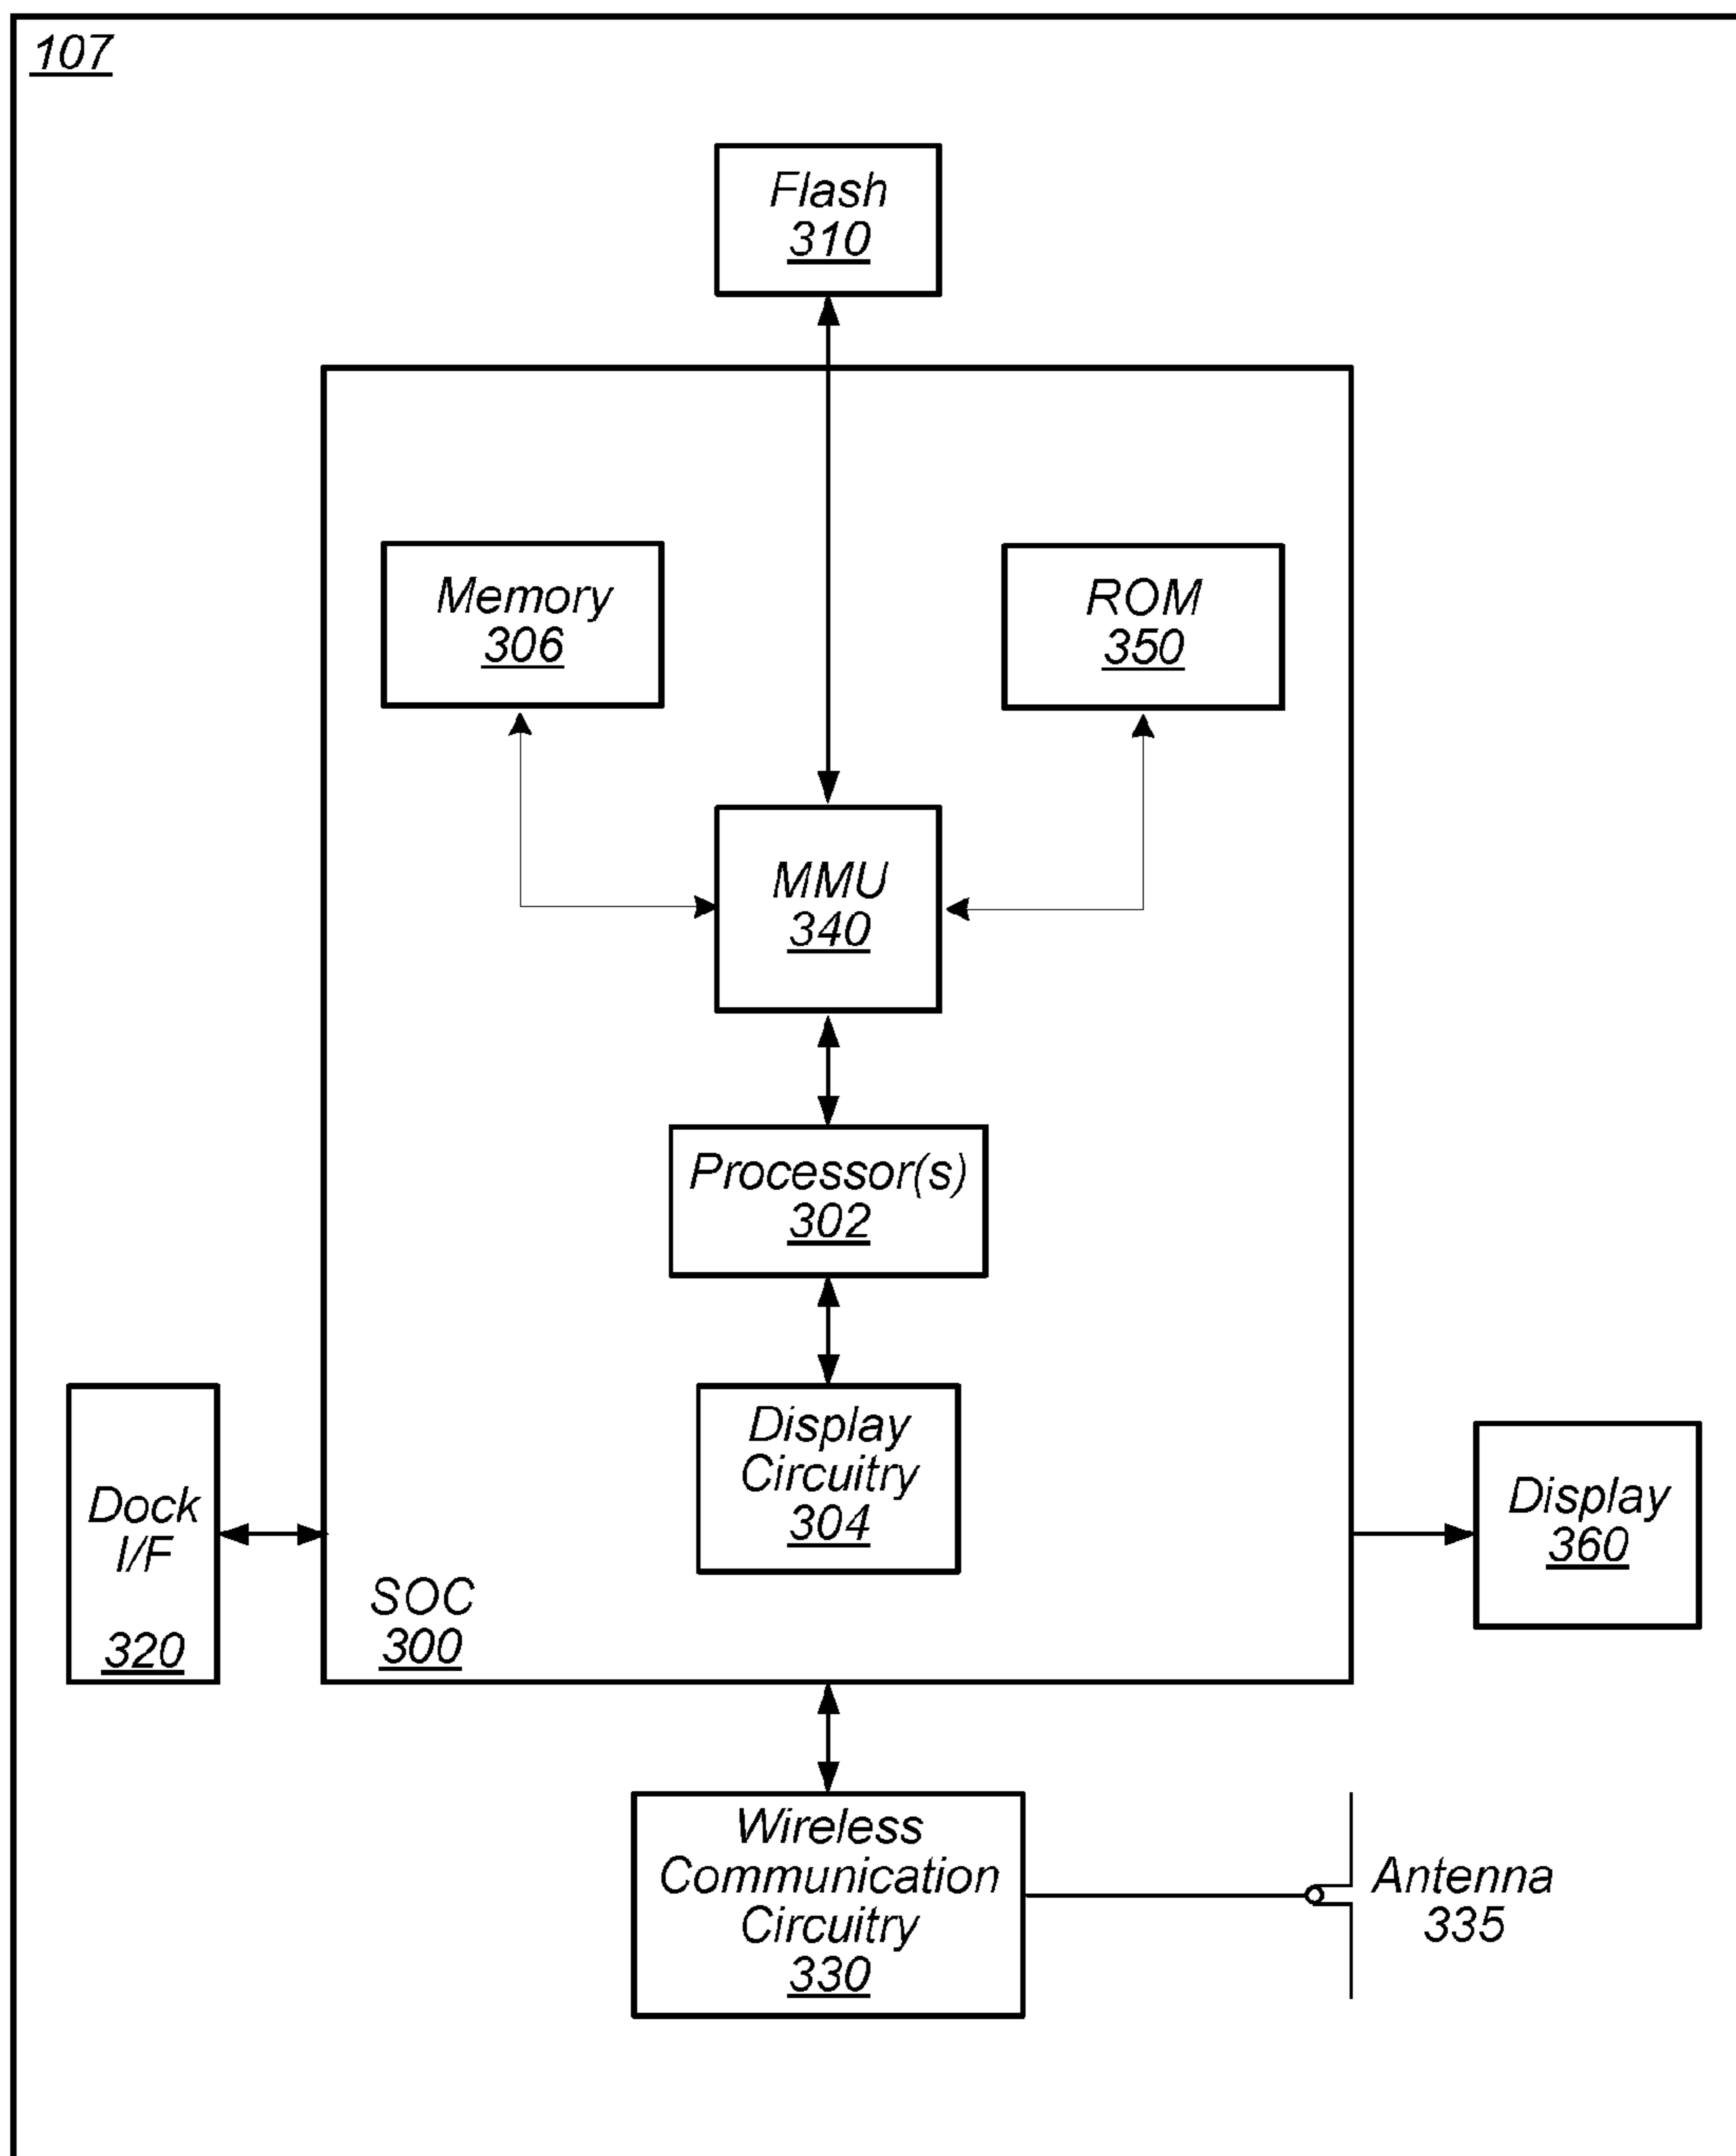 107
Flash
310
Memory
306
ROM
350
MMU
340
Processor(s)
302
Display
Circuitry
304
Dock
I/F
320
SOC
300
Display
360
Wireless
Communication
Circuitry
330
Antenna
335